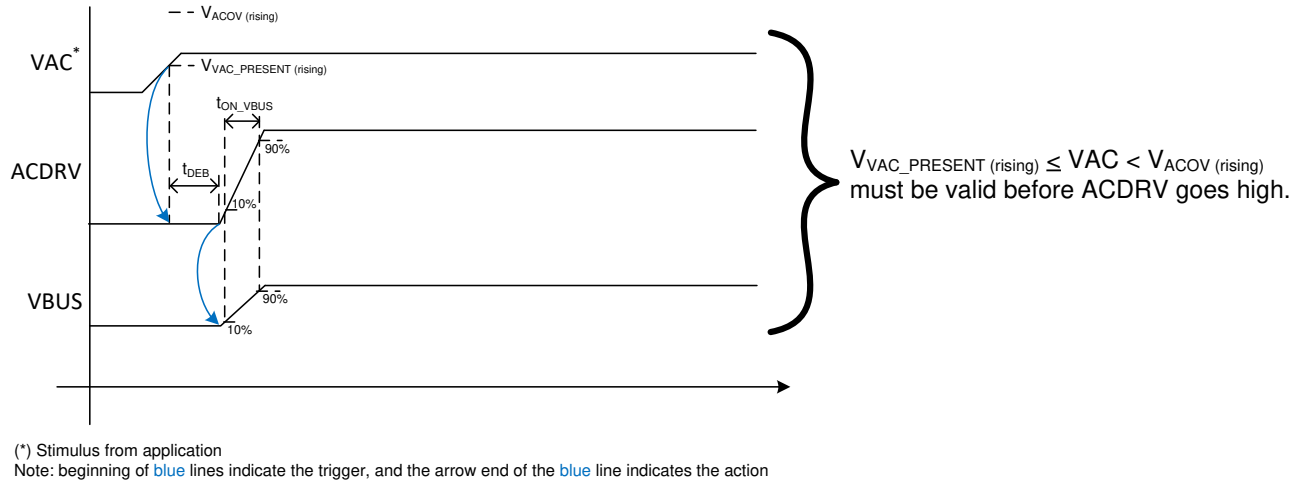 V_ACOV (rising)
VAC*
V_VAC_PRESENT (rising)
t_ON_VBUS
90%
ACDRV
t_DEB
10%
V_VAC_PRESENT (rising) ≤ VAC < V_ACOV (rising)
must be valid before ACDRV goes high.
VBUS
90%
10%
(*) Stimulus from application
Note: beginning of blue lines indicate the trigger, and the arrow end of the blue line indicates the action